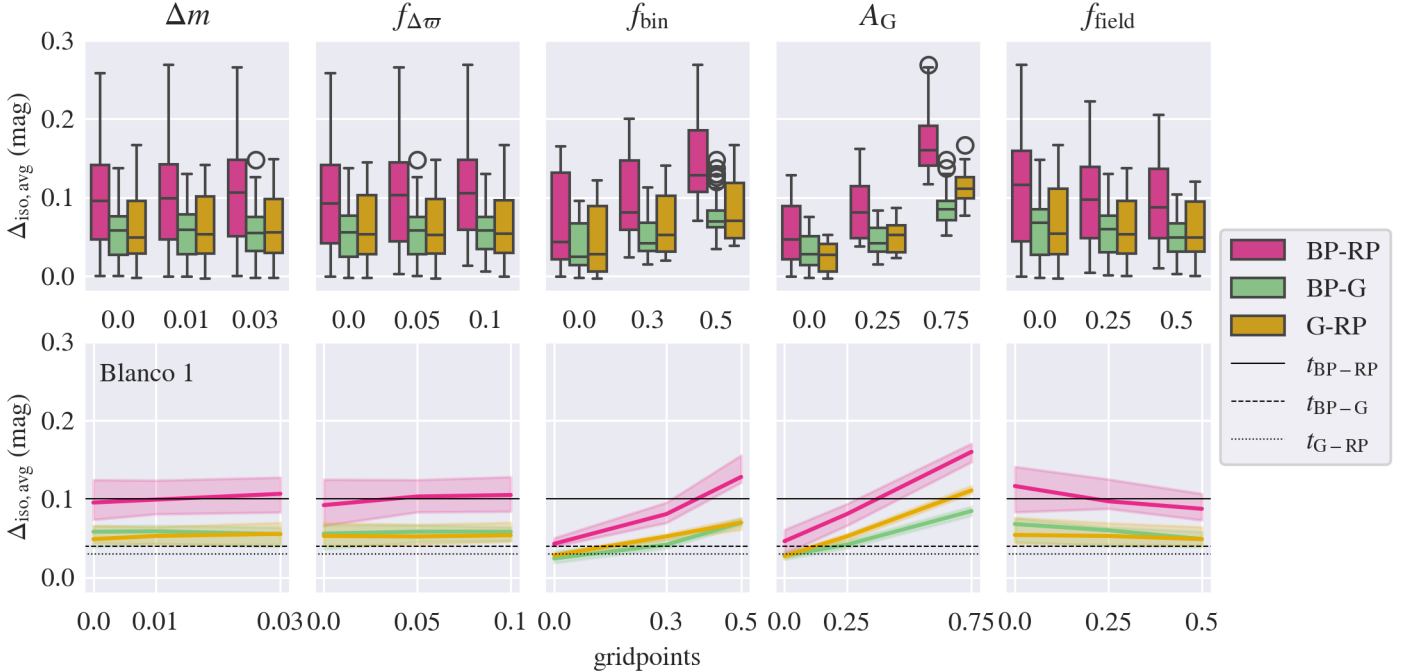 Δm f_Δϖ f_bin A_G f_field
Δ_iso, avg (mag)
0.3
0.2
0.1
0.0
0.0 0.01 0.03 0.0 0.05 0.1 0.0 0.3 0.5 0.0 0.25 0.75 0.0 0.25 0.5
BP-RP
BP-G
G-RP
t_BP−RP
t_BP−G
t_G−RP
Blanco 1
Δ_iso, avg (mag)
0.3
0.2
0.1
0.0
0.0 0.01 0.03 0.0 0.05 0.1 0.0 0.3 0.5 0.0 0.25 0.75 0.0 0.25 0.5
gridpoints